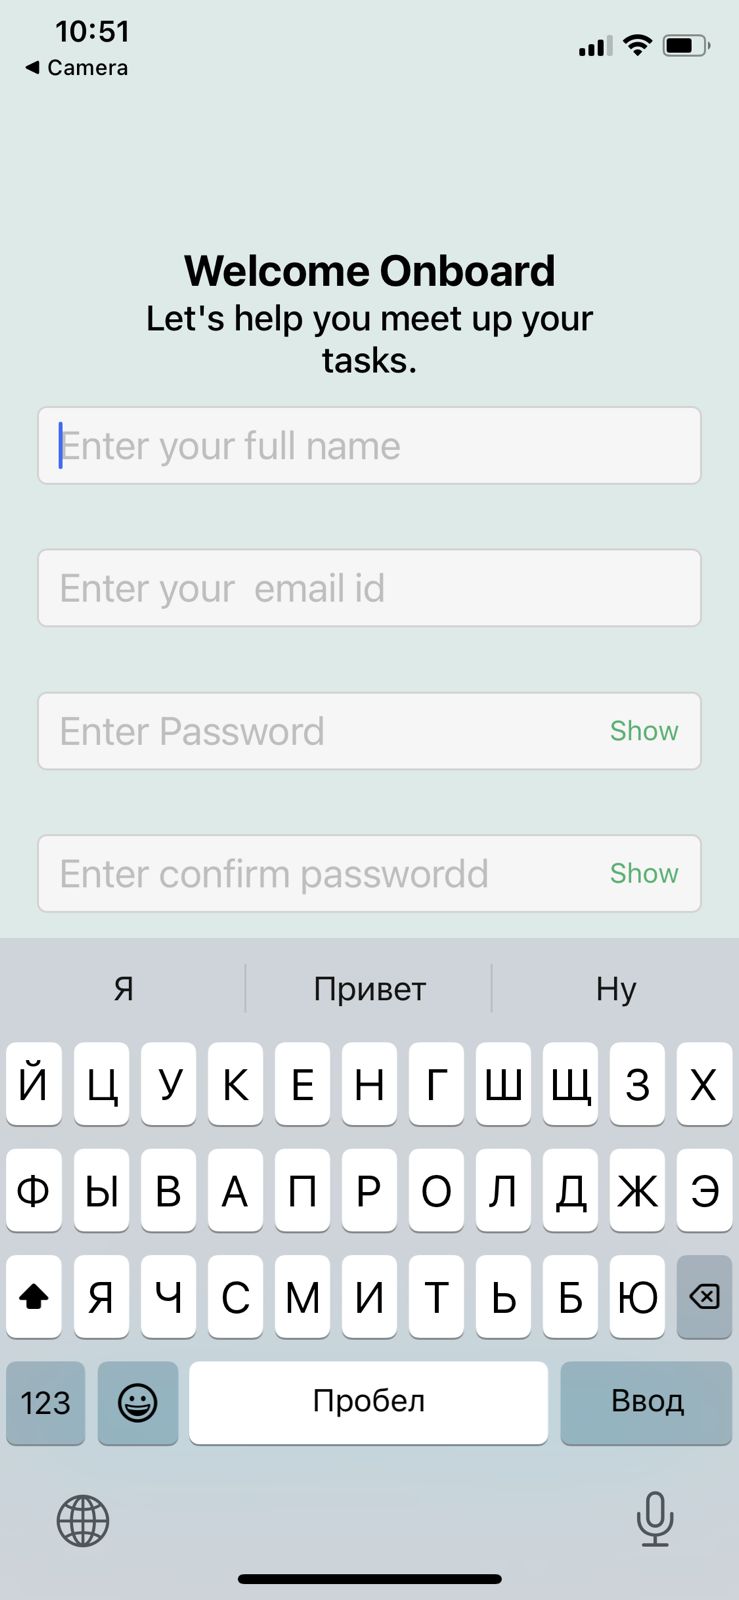 10:51
◀ Camera
Welcome Onboard
Let's help you meet up your
tasks.
Enter your full name
Enter your  email id
Enter Password
Show
Enter confirm passwordd
Show
Я Привет Ну
Й Ц У К Е Н Г Ш Щ З Х
Ф Ы В А П Р О Л Д Ж Э
Я Ч С М И Т Ь Б Ю
123 Пробел Ввод